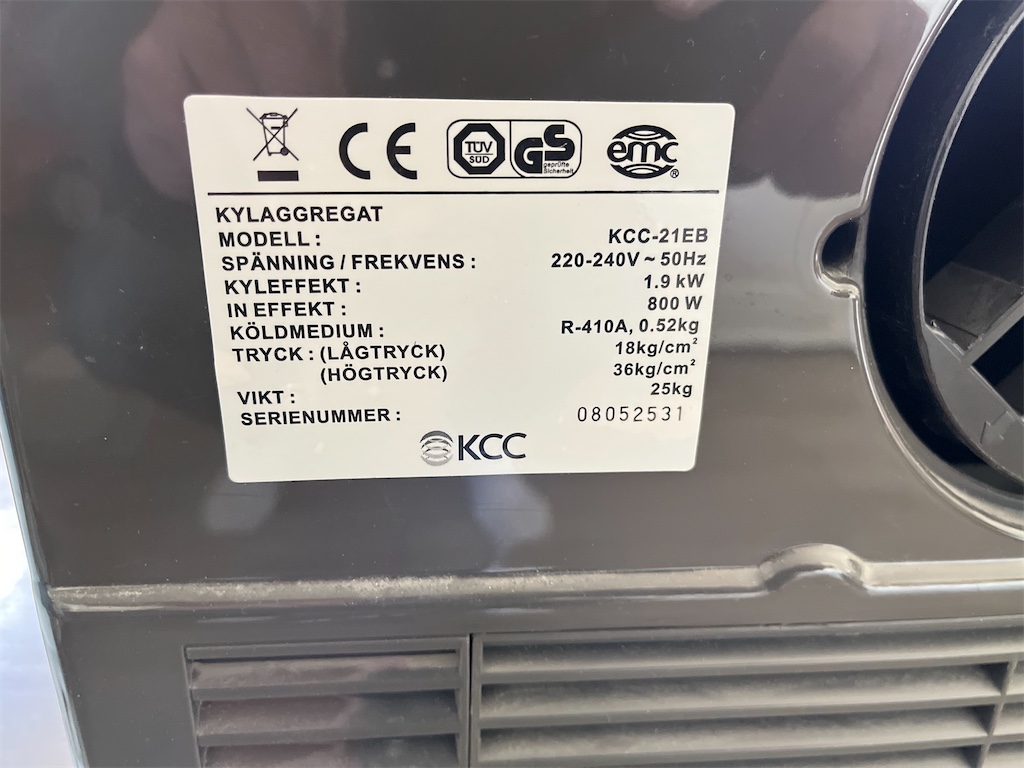 CE TÜV SÜD GS geprüfte Sicherheit emc ®
KYLAGGREGAT
MODELL : KCC-21EB
SPÄNNING / FREKVENS : 220-240V ~ 50Hz
KYLEFFEKT : 1.9 kW
IN EFFEKT : 800 W
KÖLDMEDIUM : R-410A, 0.52kg
TRYCK : (LÅGTRYCK) 18kg/cm²
(HÖGTRYCK) 36kg/cm²
VIKT : 25kg
SERIENUMMER : 08052531
KCC